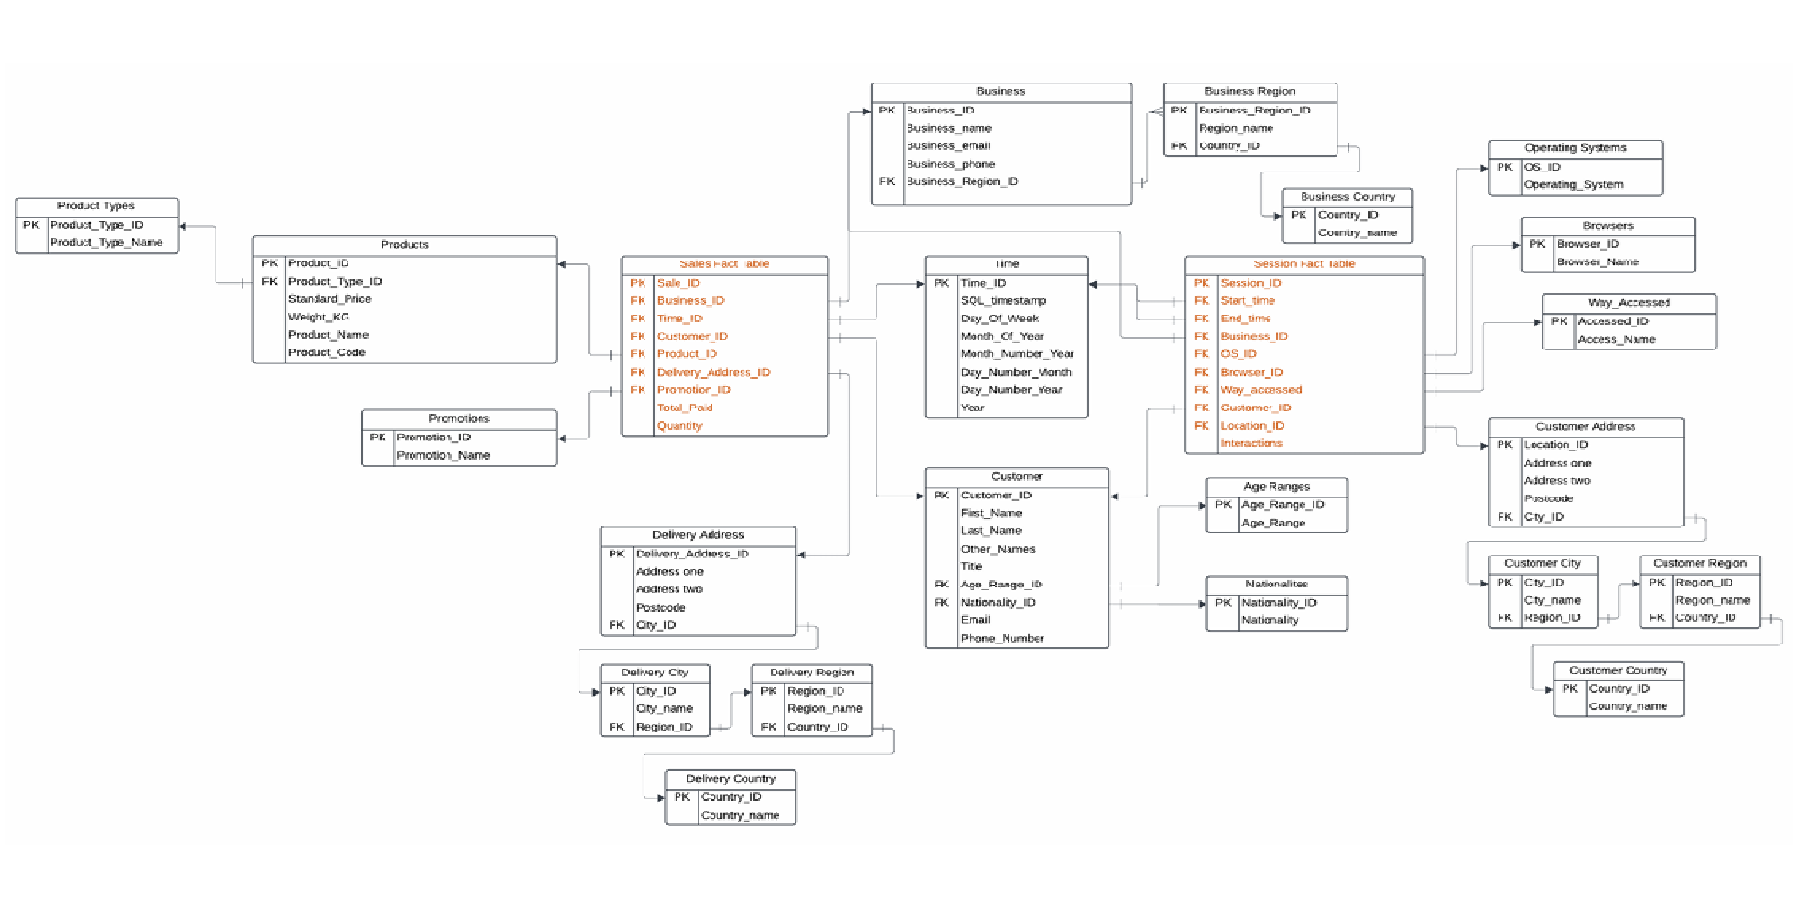 Product Types
PK Product_Type_ID
Product_Type_Name
Products
PK Product_ID
FK Product_Type_ID
Standard_Price
Weight_KG
Product_Name
Product_Code
Promotions
PK Promotion_ID
Promotion_Name
Sales Fact Table
PK Sale_ID
FK Business_ID
FK Time_ID
FK Customer_ID
FK Product_ID
FK Delivery_Address_ID
FK Promotion_ID
Total_Paid
Quantity
Business
PK Business_ID
Business_name
Business_email
Business_phone
FK Business_Region_ID
Business Region
PK Business_Region_ID
Region_name
FK Country_ID
Business Country
PK Country_ID
Country_name
Time
PK Time_ID
SQL_timestamp
Day_Of_Week
Month_Of_Year
Month_Number_Year
Day_Number_Month
Day_Number_Year
Year
Session Fact Table
PK Session_ID
FK Start_time
FK End_time
FK Business_ID
FK OS_ID
FK Browser_ID
FK Way_accessed
FK Customer_ID
FK Location_ID
Interactions
Operating Systems
PK OS_ID
Operating_System
Browsers
PK Browser_ID
Browser_Name
Way_Accessed
PK Accessed_ID
Access_Name
Customer Address
PK Location_ID
Address one
Address two
Postcode
FK City_ID
Customer City
PK City_ID
City_name
FK Region_ID
Customer Region
PK Region_ID
Region_name
FK Country_ID
Customer Country
PK Country_ID
Country_name
Customer
PK Customer_ID
First_Name
Last_Name
Other_Names
Title
FK Age_Range_ID
FK Nationality_ID
Email
Phone_Number
Age Ranges
PK Age_Range_ID
Age_Range
Nationalites
PK Nationality_ID
Nationality
Delivery Address
PK Delivery_Address_ID
Address one
Address two
Postcode
FK City_ID
Delivery City
PK City_ID
City_name
FK Region_ID
Delivery Region
PK Region_ID
Region_name
FK Country_ID
Delivery Country
PK Country_ID
Country_name